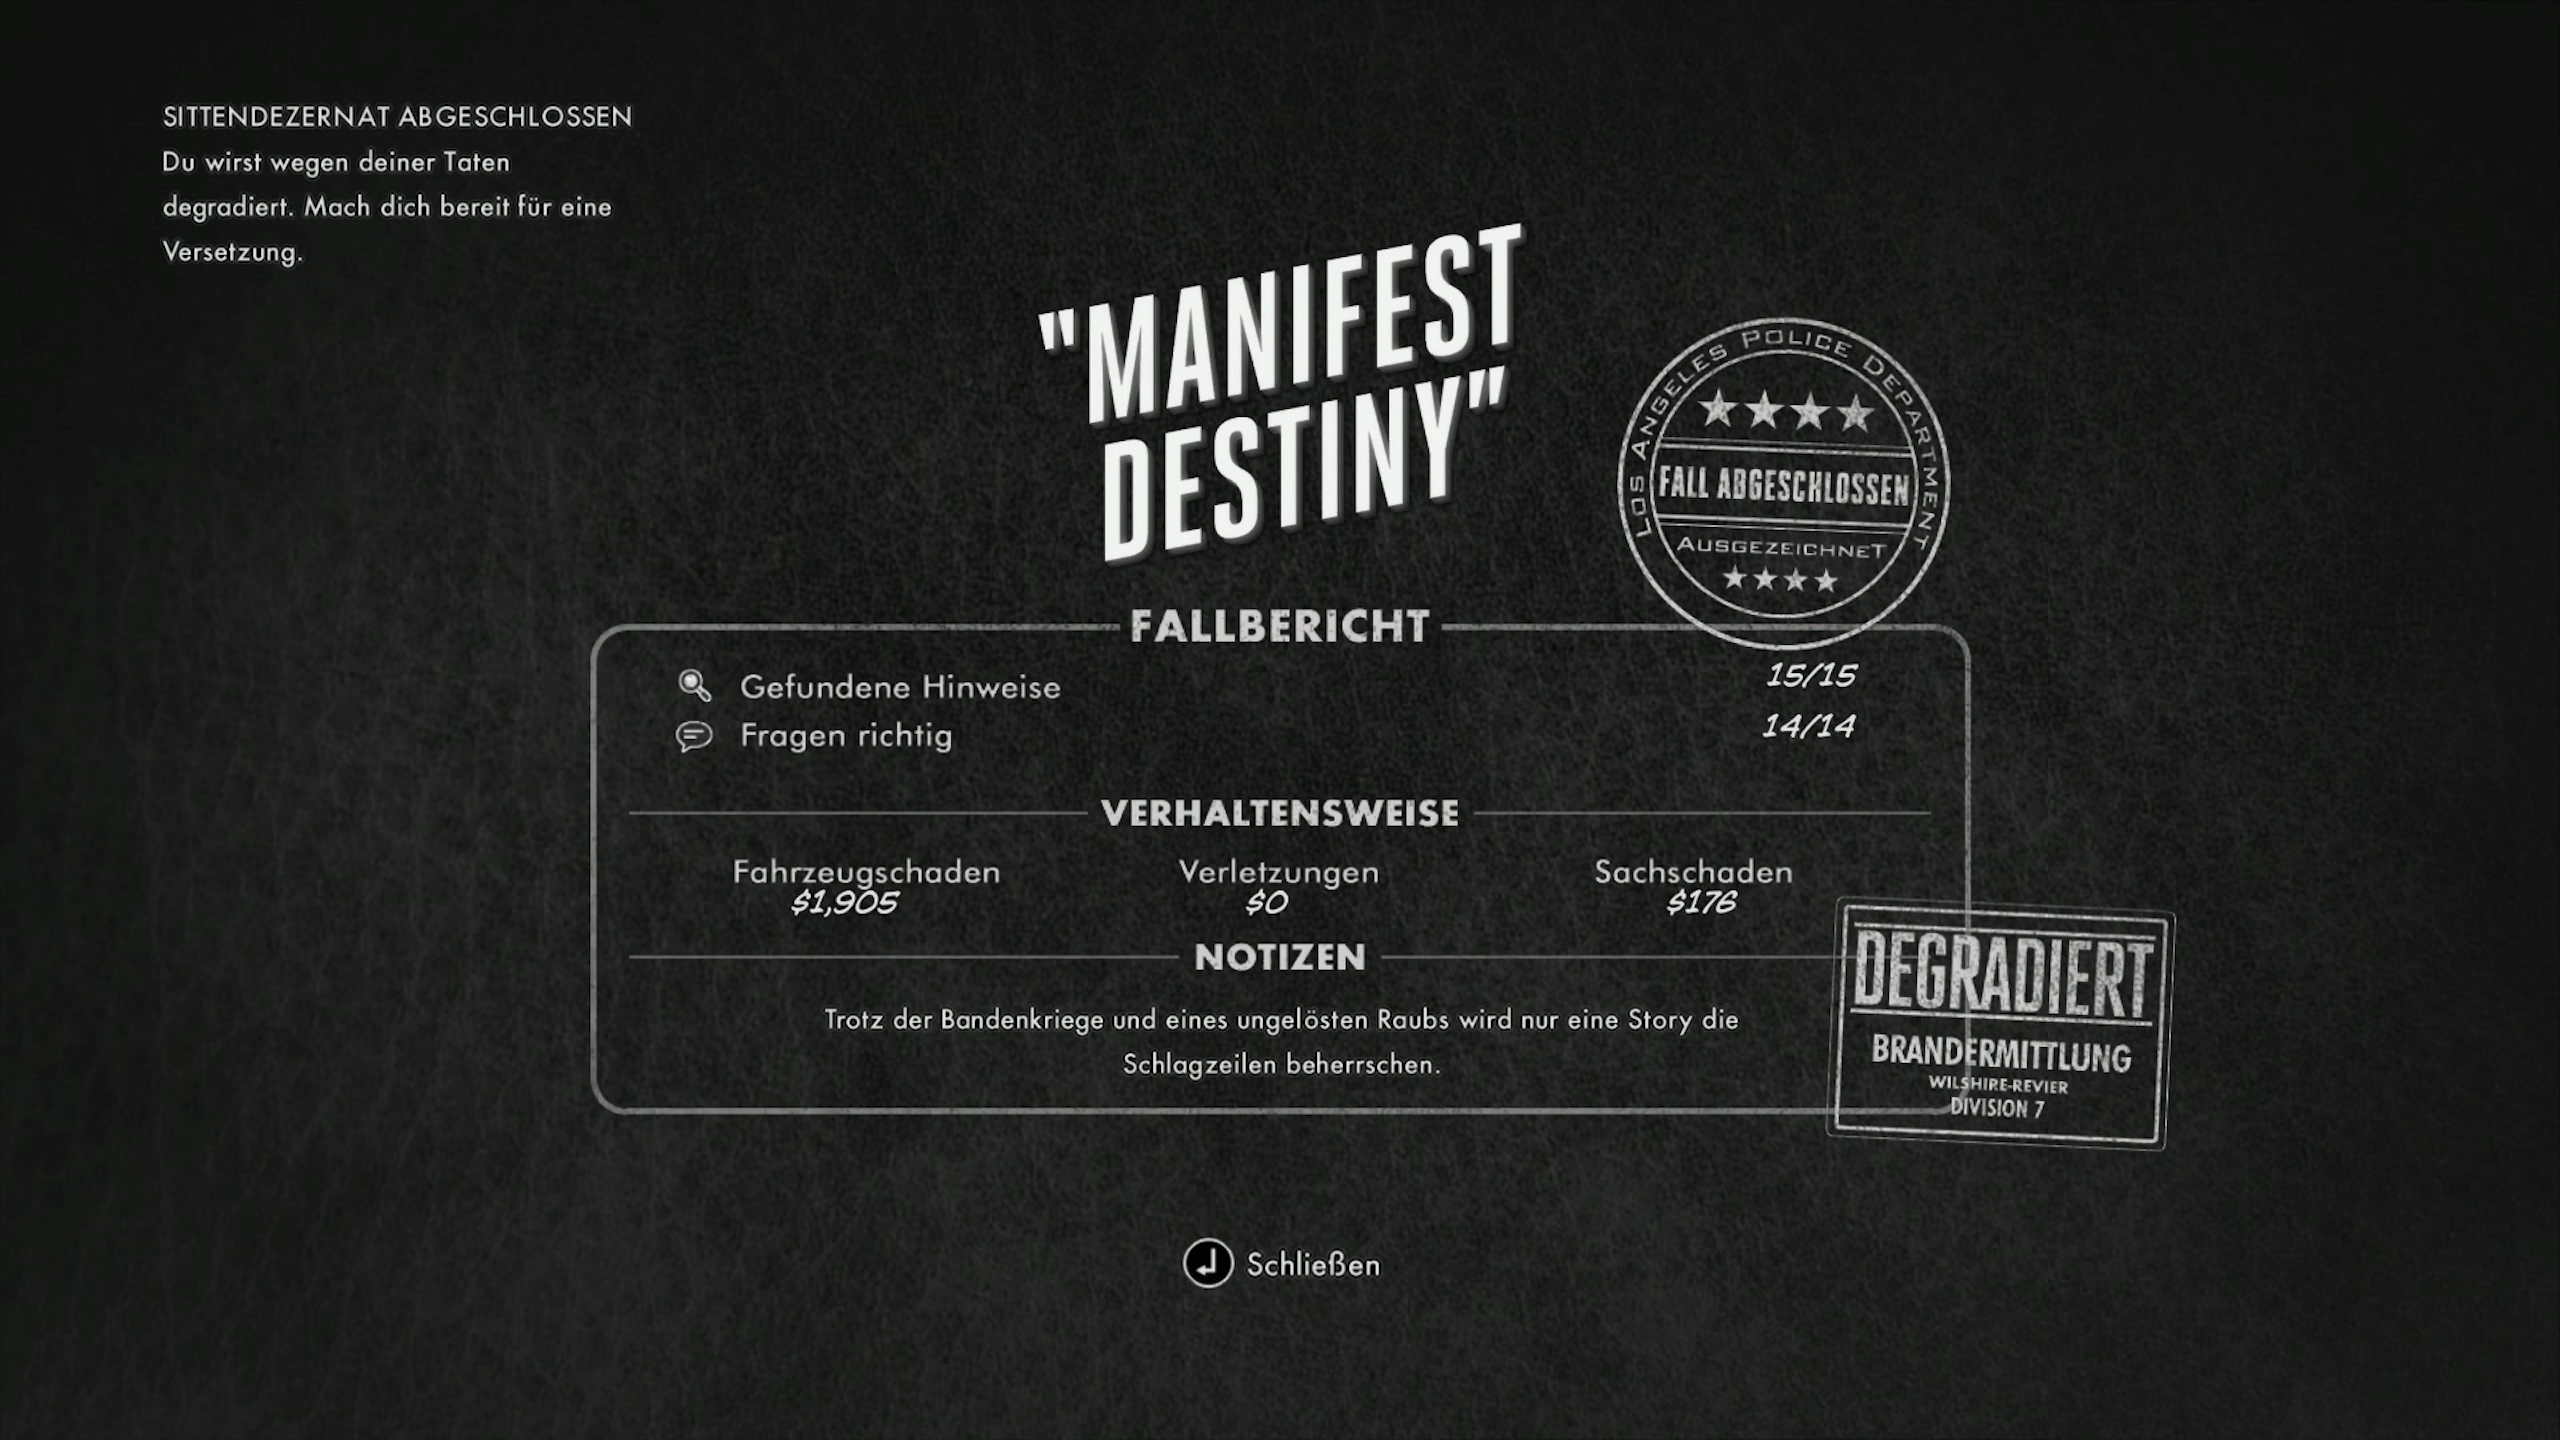 SITTENDEZERNAT ABGESCHLOSSEN
Du wirst wegen deiner Taten
degradiert. Mach dich bereit für eine
Versetzung.
"MANIFEST
DESTINY"
LOS ANGELES POLICE DEPARTMENT
FALL ABGESCHLOSSEN
AUSGEZEICHNET
FALLBERICHT
Gefundene Hinweise 15/15
Fragen richtig 14/14
VERHALTENSWEISE
Fahrzeugschaden Verletzungen Sachschaden
$1,905 $0 $176
NOTIZEN
Trotz der Bandenkriege und eines ungelösten Raubs wird nur eine Story die
Schlagzeilen beherrschen.
DEGRADIERT
BRANDERMITTLUNG
WILSHIRE-REVIER
DIVISION 7
Schließen